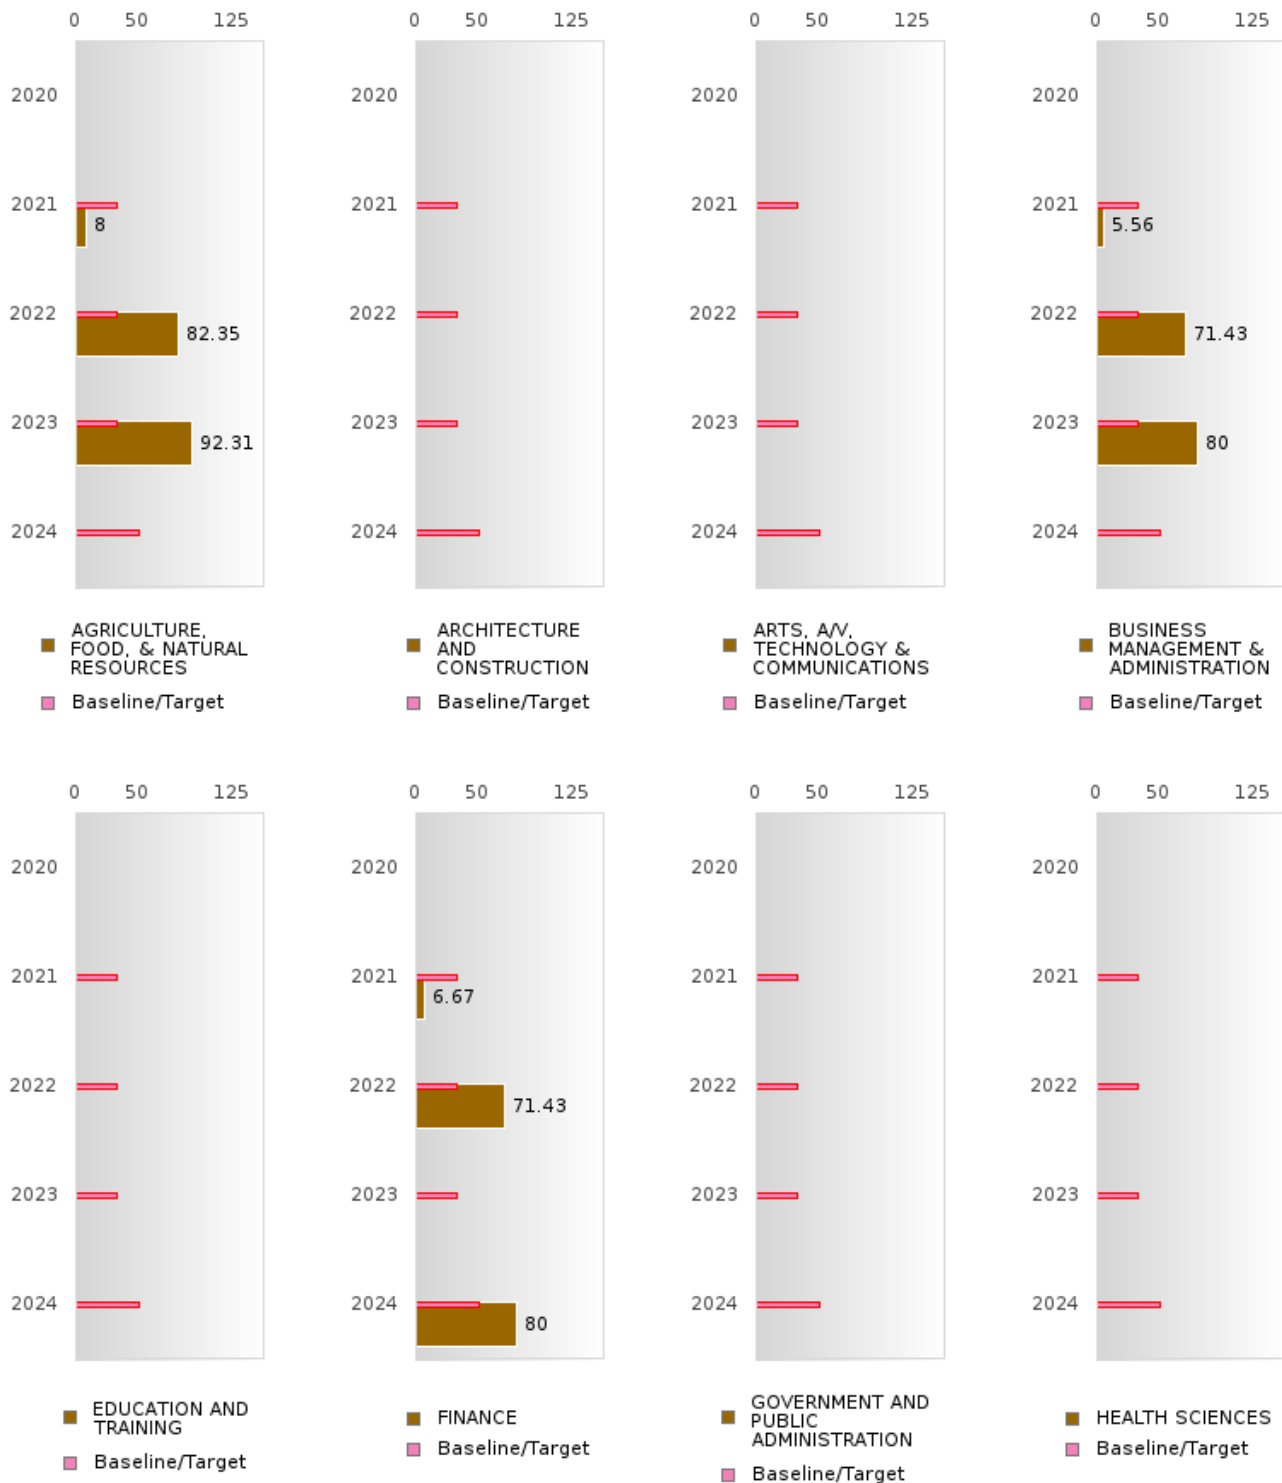 0 50 125
0 50 125
0 50 125
0 50 125
2020
2020
2020
2020
2021
8
2021
2021
2021
5.56
2022
82.35
2022
2022
2022
71.43
2023
92.31
2023
2023
2023
80
2024
2024
2024
2024
AGRICULTURE,
FOOD, & NATURAL
RESOURCES
Baseline/Target
ARCHITECTURE
AND
CONSTRUCTION
Baseline/Target
ARTS, A/V,
TECHNOLOGY &
COMMUNICATIONS
Baseline/Target
BUSINESS
MANAGEMENT &
ADMINISTRATION
Baseline/Target
0 50 125
0 50 125
0 50 125
0 50 125
2020
2020
2020
2020
2021
2021
6.67
2021
2021
2022
2022
71.43
2022
2022
2023
2023
2023
2023
2024
2024
80
2024
2024
EDUCATION AND
TRAINING
Baseline/Target
FINANCE
Baseline/Target
GOVERNMENT AND
PUBLIC
ADMINISTRATION
Baseline/Target
HEALTH SCIENCES
Baseline/Target